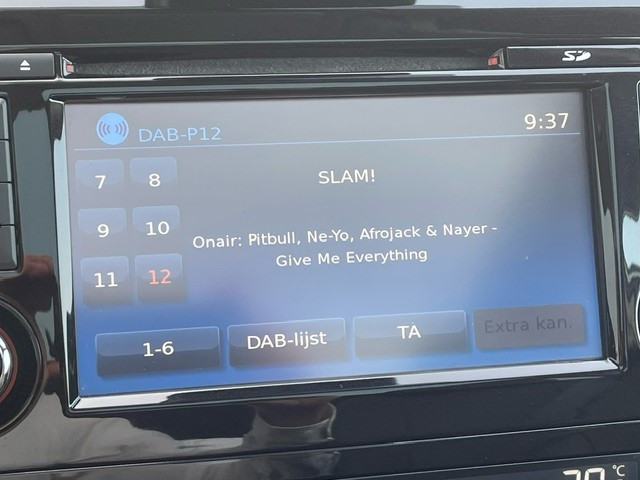 SD
DAB-P12 9:37
7 8
SLAM!
9 10
Onair: Pitbull, Ne-Yo, Afrojack & Nayer -
Give Me Everything
11 12
1-6 DAB-lijst TA Extra kan.
°C